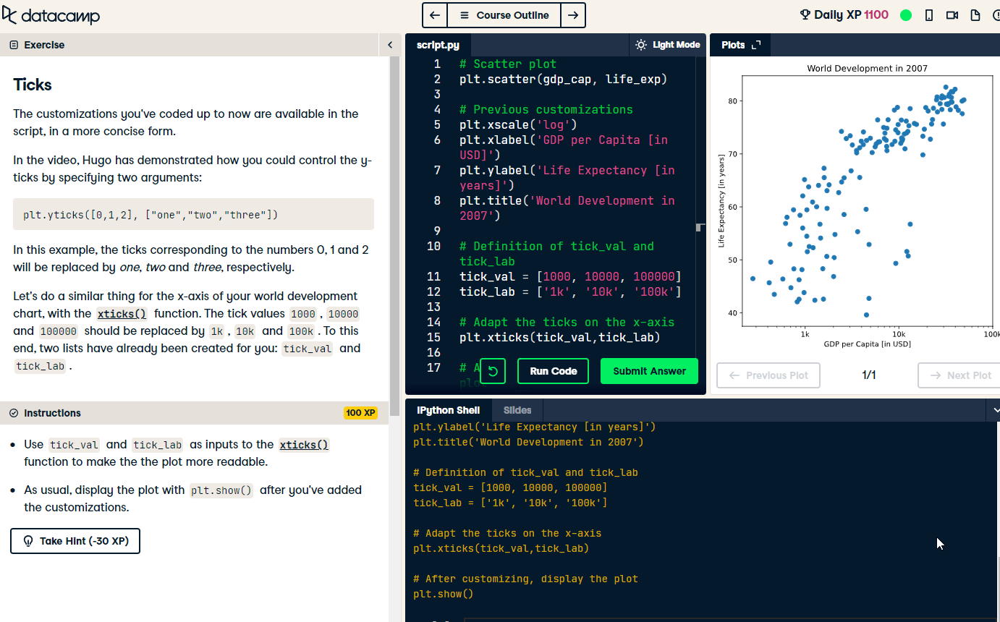 datacamp
Course Outline
Daily XP 1100
Exercise
Ticks
The customizations you've coded up to now are available in the
script, in a more concise form.
In the video, Hugo has demonstrated how you could control the y-
ticks by specifying two arguments:
plt.yticks([0,1,2], ["one","two","three"])
In this example, the ticks corresponding to the numbers 0, 1 and 2
will be replaced by one, two and three, respectively.
Let's do a similar thing for the x-axis of your world development
chart, with the xticks() function. The tick values 1000 , 10000
and 100000 should be replaced by 1k , 10k and 100k . To this
end, two lists have already been created for you: tick_val and
tick_lab .
Instructions
100 XP
• Use tick_val and tick_lab as inputs to the xticks()
function to make the the plot more readable.
• As usual, display the plot with plt.show() after you've added
the customizations.
Take Hint (-30 XP)
script.py
Light Mode
1 # Scatter plot
2 plt.scatter(gdp_cap, life_exp)
3
4 # Previous customizations
5 plt.xscale('log')
6 plt.xlabel('GDP per Capita [in
USD]')
7 plt.ylabel('Life Expectancy [in
years]')
8 plt.title('World Development in
2007')
9
10 # Definition of tick_val and
tick_lab
11 tick_val = [1000, 10000, 100000]
12 tick_lab = ['1k', '10k', '100k']
13
14 # Adapt the ticks on the x-axis
15 plt.xticks(tick_val,tick_lab)
16
17 # A
Run Code
Submit Answer
Plots
World Development in 2007
80
70
60
50
40
Life Expectancy [in years]
1k 10k 100k
GDP per Capita [in USD]
Previous Plot
1/1
Next Plot
IPython Shell
Slides
plt.ylabel('Life Expectancy [in years]')
plt.title('World Development in 2007')
# Definition of tick_val and tick_lab
tick_val = [1000, 10000, 100000]
tick_lab = ['1k', '10k', '100k']
# Adapt the ticks on the x-axis
plt.xticks(tick_val,tick_lab)
# After customizing, display the plot
plt.show()